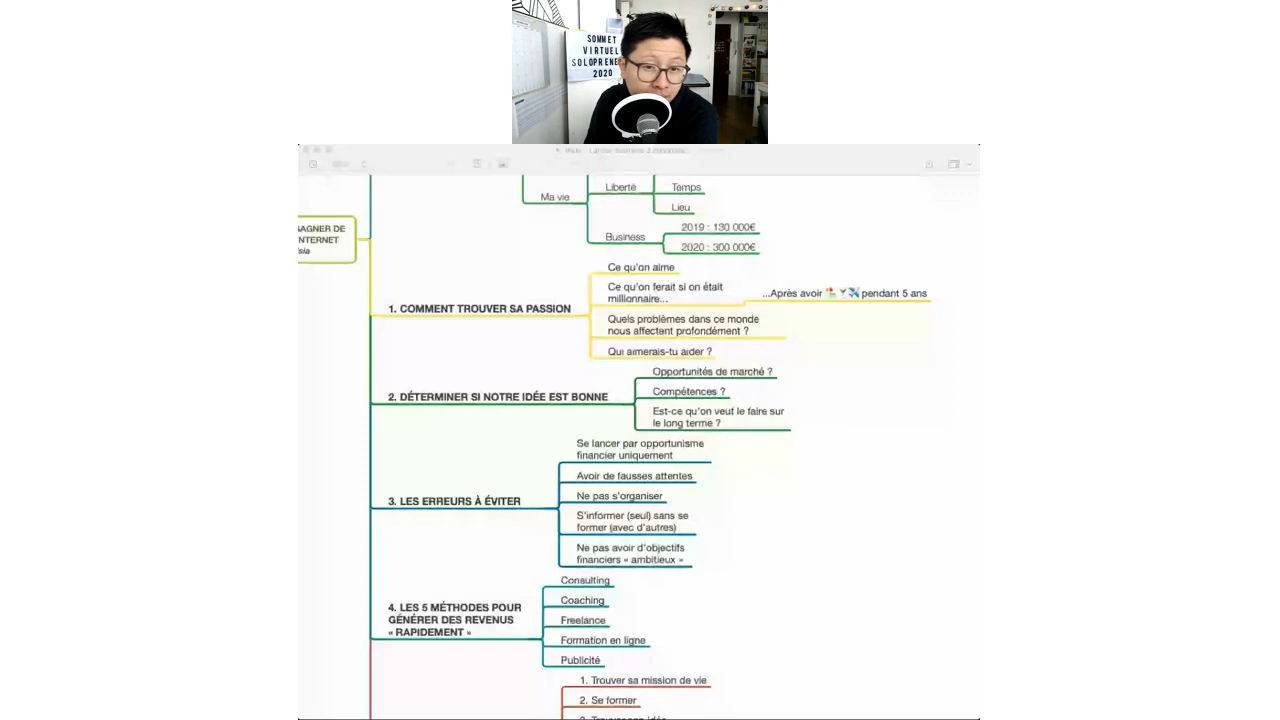 SOMMET
VIRTUEL
SOLOPRENE
2020
Ma vie
Liberté
Temps
Lieu
Business
2019 : 130 000€
2020 : 300 000€
GAGNER DE
INTERNET
1. COMMENT TROUVER SA PASSION
Ce qu'on aime
Ce qu'on ferait si on était
millionnaire...
...Après avoir 🏖️🍸✈️ pendant 5 ans
Quels problèmes dans ce monde
nous affectent profondément ?
Qui aimerais-tu aider ?
2. DÉTERMINER SI NOTRE IDÉE EST BONNE
Opportunités de marché ?
Compétences ?
Est-ce qu'on veut le faire sur
le long terme ?
3. LES ERREURS À ÉVITER
Se lancer par opportunisme
financier uniquement
Avoir de fausses attentes
Ne pas s'organiser
S'informer (seul) sans se
former (avec d'autres)
Ne pas avoir d'objectifs
financiers « ambitieux »
4. LES 5 MÉTHODES POUR
GÉNÉRER DES REVENUS
« RAPIDEMENT »
Consulting
Coaching
Freelance
Formation en ligne
Publicité
1. Trouver sa mission de vie
2. Se former